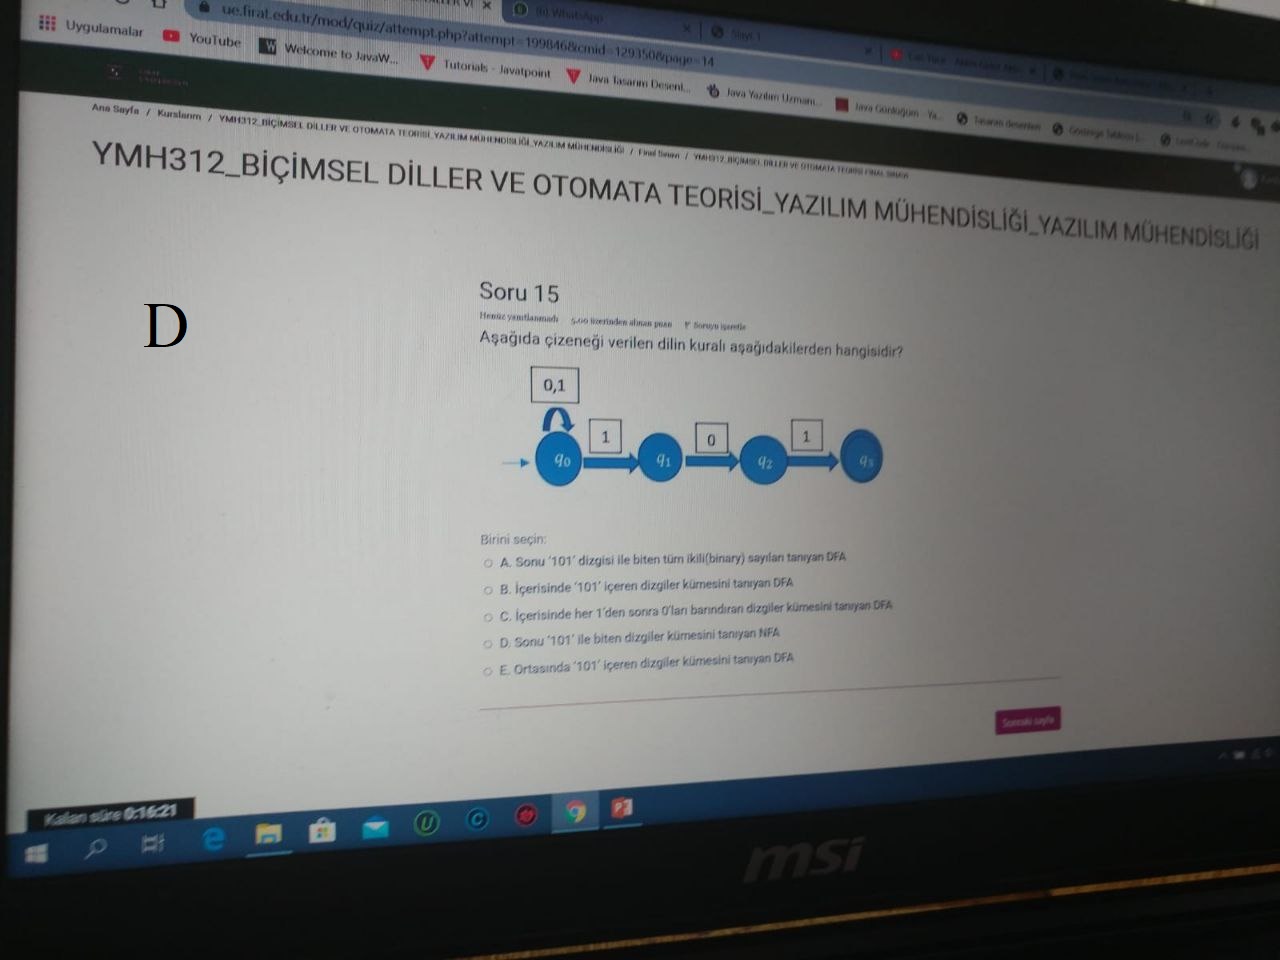 ue.firat.edu.tr/mod/quiz/attempt.php?attempt=199846&cmid=129350&page=14
(6) WhatsApp
Slayt 1
Uygulamalar YouTube Welcome to JavaW... Tutorials - Javatpoint Java Tasarım Desenl... Java Yazılım Uzmanı... Java Günlüğüm - Ya... Tasarım desenleri
Ana Sayfa / Kurslarım / YMH312_BİÇİMSEL DİLLER VE OTOMATA TEORİSİ_YAZILIM MÜHENDİSLİĞİ_YAZILIM MÜHENDİSLİĞİ / Final Sınavı / YMH312_BİÇİMSEL DİLLER VE OTOMATA TEORİSİ FİNAL SINAVI
YMH312_BİÇİMSEL DİLLER VE OTOMATA TEORİSİ_YAZILIM MÜHENDİSLİĞİ_YAZILIM MÜHENDİSLİĞİ
D
Soru 15
Henüz yanıtlanmadı 5,00 üzerinden alınan puan Soruyu işaretle
Aşağıda çizeneği verilen dilin kuralı aşağıdakilerden hangisidir?
0,1
1 0 1
q0 q1 q2 q3
Birini seçin:
A. Sonu '101' dizgisi ile biten tüm ikili(binary) sayıları tanıyan DFA
B. İçerisinde '101' içeren dizgiler kümesini tanıyan DFA
C. İçerisinde her 1'den sonra 0'ları barındıran dizgiler kümesini tanıyan DFA
D. Sonu '101' ile biten dizgiler kümesini tanıyan NFA
E. Ortasında '101' içeren dizgiler kümesini tanıyan DFA
Sonraki sayfa
Kalan süre 0:16:21
msi